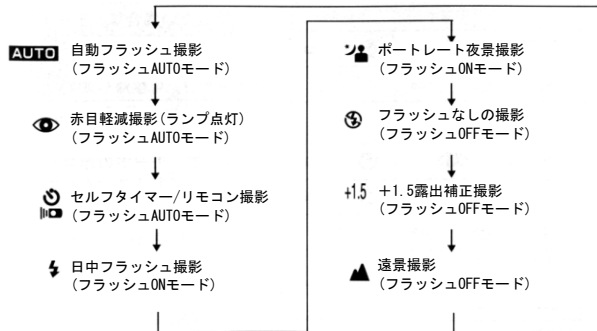 AUTO 自動フラッシュ撮影
(フラッシュAUTOモード)
赤目軽減撮影(ランプ点灯)
(フラッシュAUTOモード)
セルフタイマー/リモコン撮影
(フラッシュAUTOモード)
日中フラッシュ撮影
(フラッシュONモード)
ポートレート夜景撮影
(フラッシュONモード)
フラッシュなしの撮影
(フラッシュOFFモード)
+1.5 +1.5露出補正撮影
(フラッシュOFFモード)
遠景撮影
(フラッシュOFFモード)